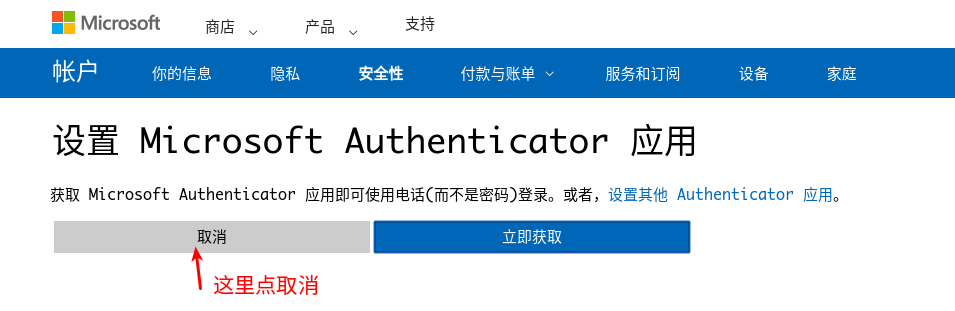 Microsoft 商店 产品 支持
帐户 你的信息 隐私 安全性 付款与账单 服务和订阅 设备 家庭
设置 Microsoft Authenticator 应用
获取 Microsoft Authenticator 应用即可使用电话(而不是密码)登录。或者，设置其他 Authenticator 应用。
取消 立即获取
这里点取消